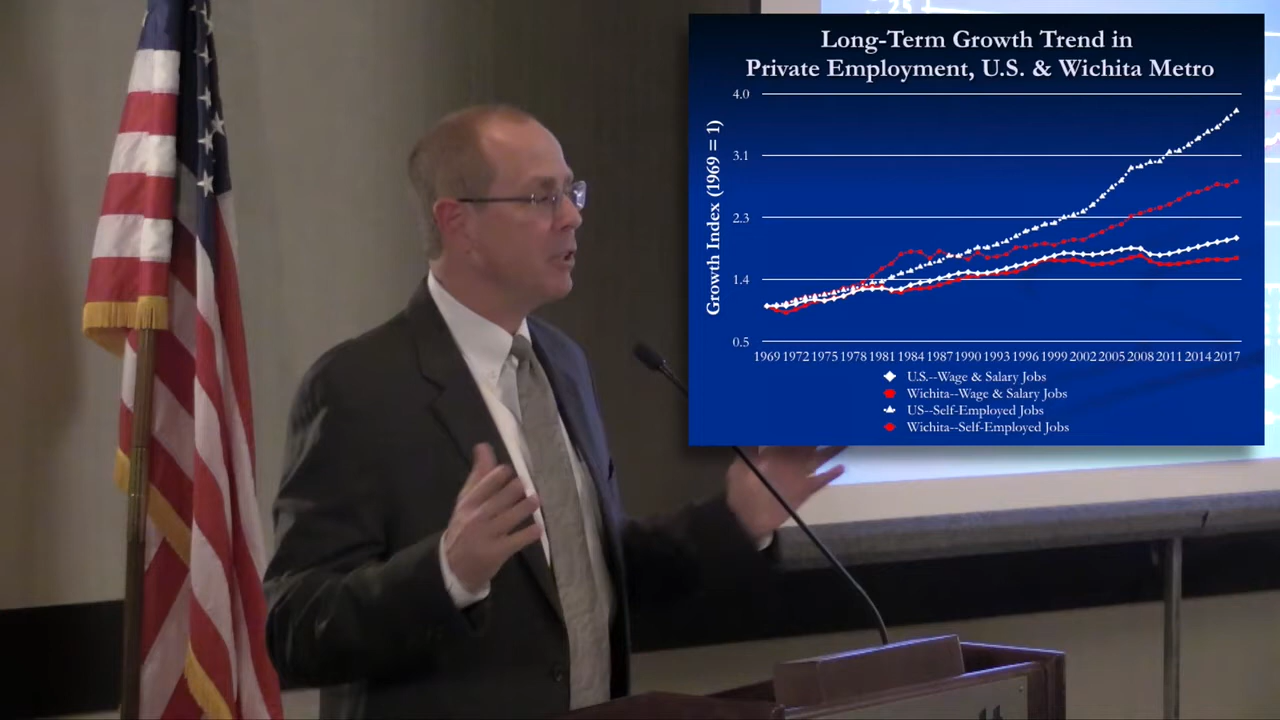 Long-Term Growth Trend in
Private Employment, U.S. & Wichita Metro
Growth Index (1969 = 1)
4.0
3.1
2.3
1.4
0.5
1969 1972 1975 1978 1981 1984 1987 1990 1993 1996 1999 2002 2005 2008 2011 2014 2017
U.S.--Wage & Salary Jobs
Wichita--Wage & Salary Jobs
US--Self-Employed Jobs
Wichita--Self-Employed Jobs